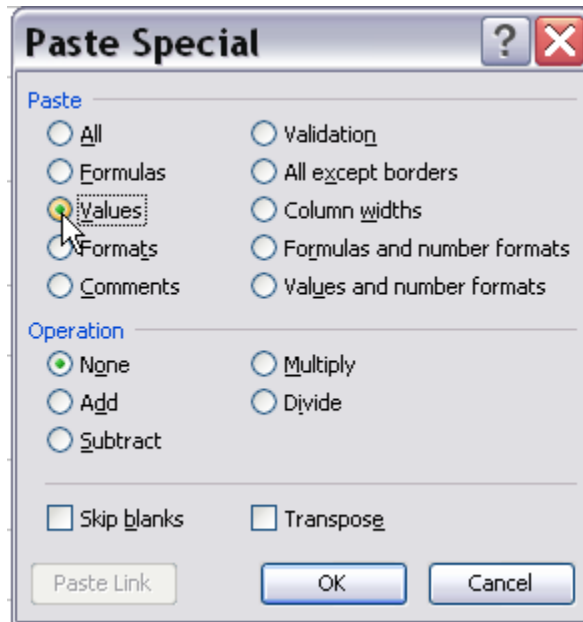 Paste Special
Paste
All
Validation
Formulas
All except borders
Values
Column widths
Formats
Formulas and number formats
Comments
Values and number formats
Operation
None
Multiply
Add
Divide
Subtract
Skip blanks
Transpose
Paste Link
OK
Cancel